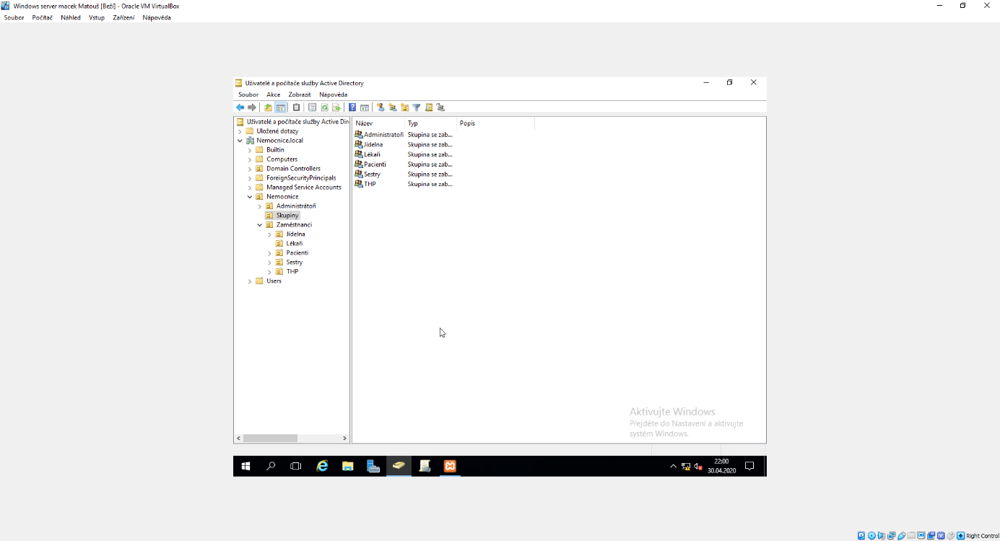 Windows server macek Matouš [Beží] - Oracle VM VirtualBox
Soubor Počítač Náhled Vstup Zařízení Nápověda
Uživatelé a počítače služby Active Directory
Soubor Akce Zobrazit Nápověda
Uživatelé a počítače služby Active Dir
Uložené dotazy
Nemocnice.local
Builtin
Computers
Domain Controllers
ForeignSecurityPrincipals
Managed Service Accounts
Nemocnice
Administrátoři
Skupiny
Zaměstnanci
Jídelna
Lékaři
Pacienti
Sestry
THP
Users
Název Typ Popis
Administratoři Skupina se zab...
Jídelna Skupina se zab...
Lékaři Skupina se zab...
Pacienti Skupina se zab...
Sestry Skupina se zab...
THP Skupina se zab...
Aktivujte Windows
Přejděte do Nastavení a aktivujte
systém Windows.
22:00
30.04.2020
Right Control